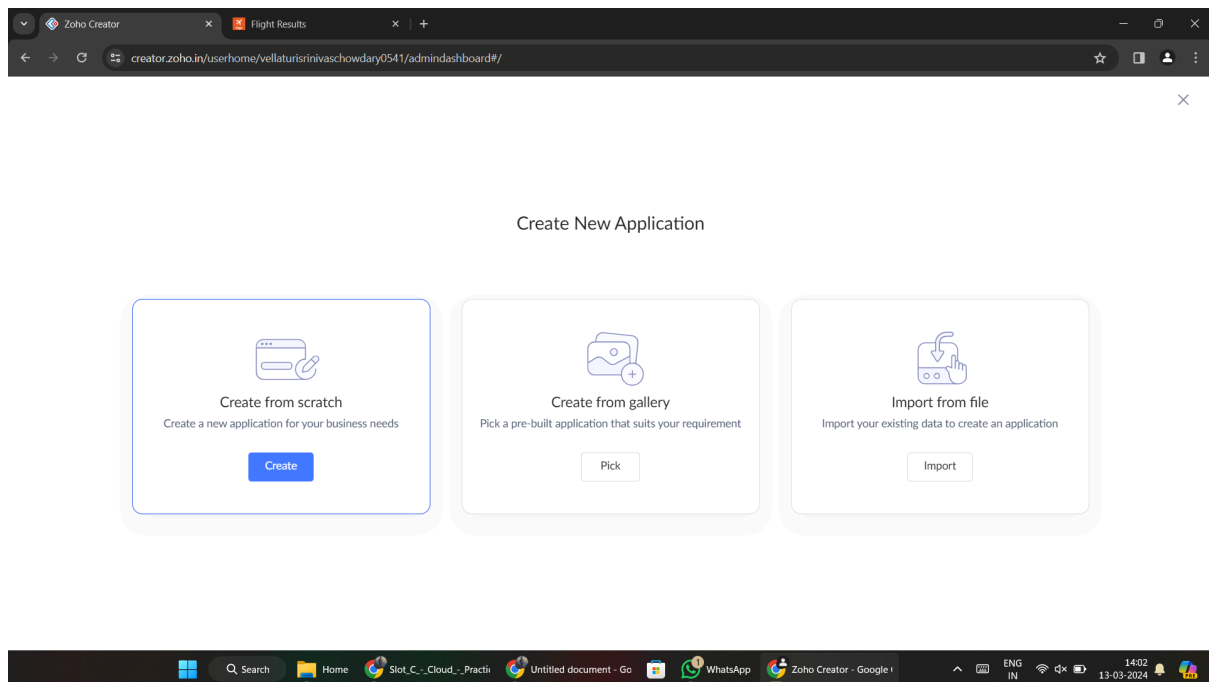 Zoho Creator
Flight Results
creator.zoho.in/userhome/vellaturisrinivaschowdary0541/admindashboard#/
Create New Application
Create from scratch
Create a new application for your business needs
Create
Create from gallery
Pick a pre-built application that suits your requirement
Pick
Import from file
Import your existing data to create an application
Import
Search
Home
Slot_C_-_Cloud_-_Practi
Untitled document - Go
1
WhatsApp
Zoho Creator - Google
ENG
IN
14:02
13-03-2024
PRE